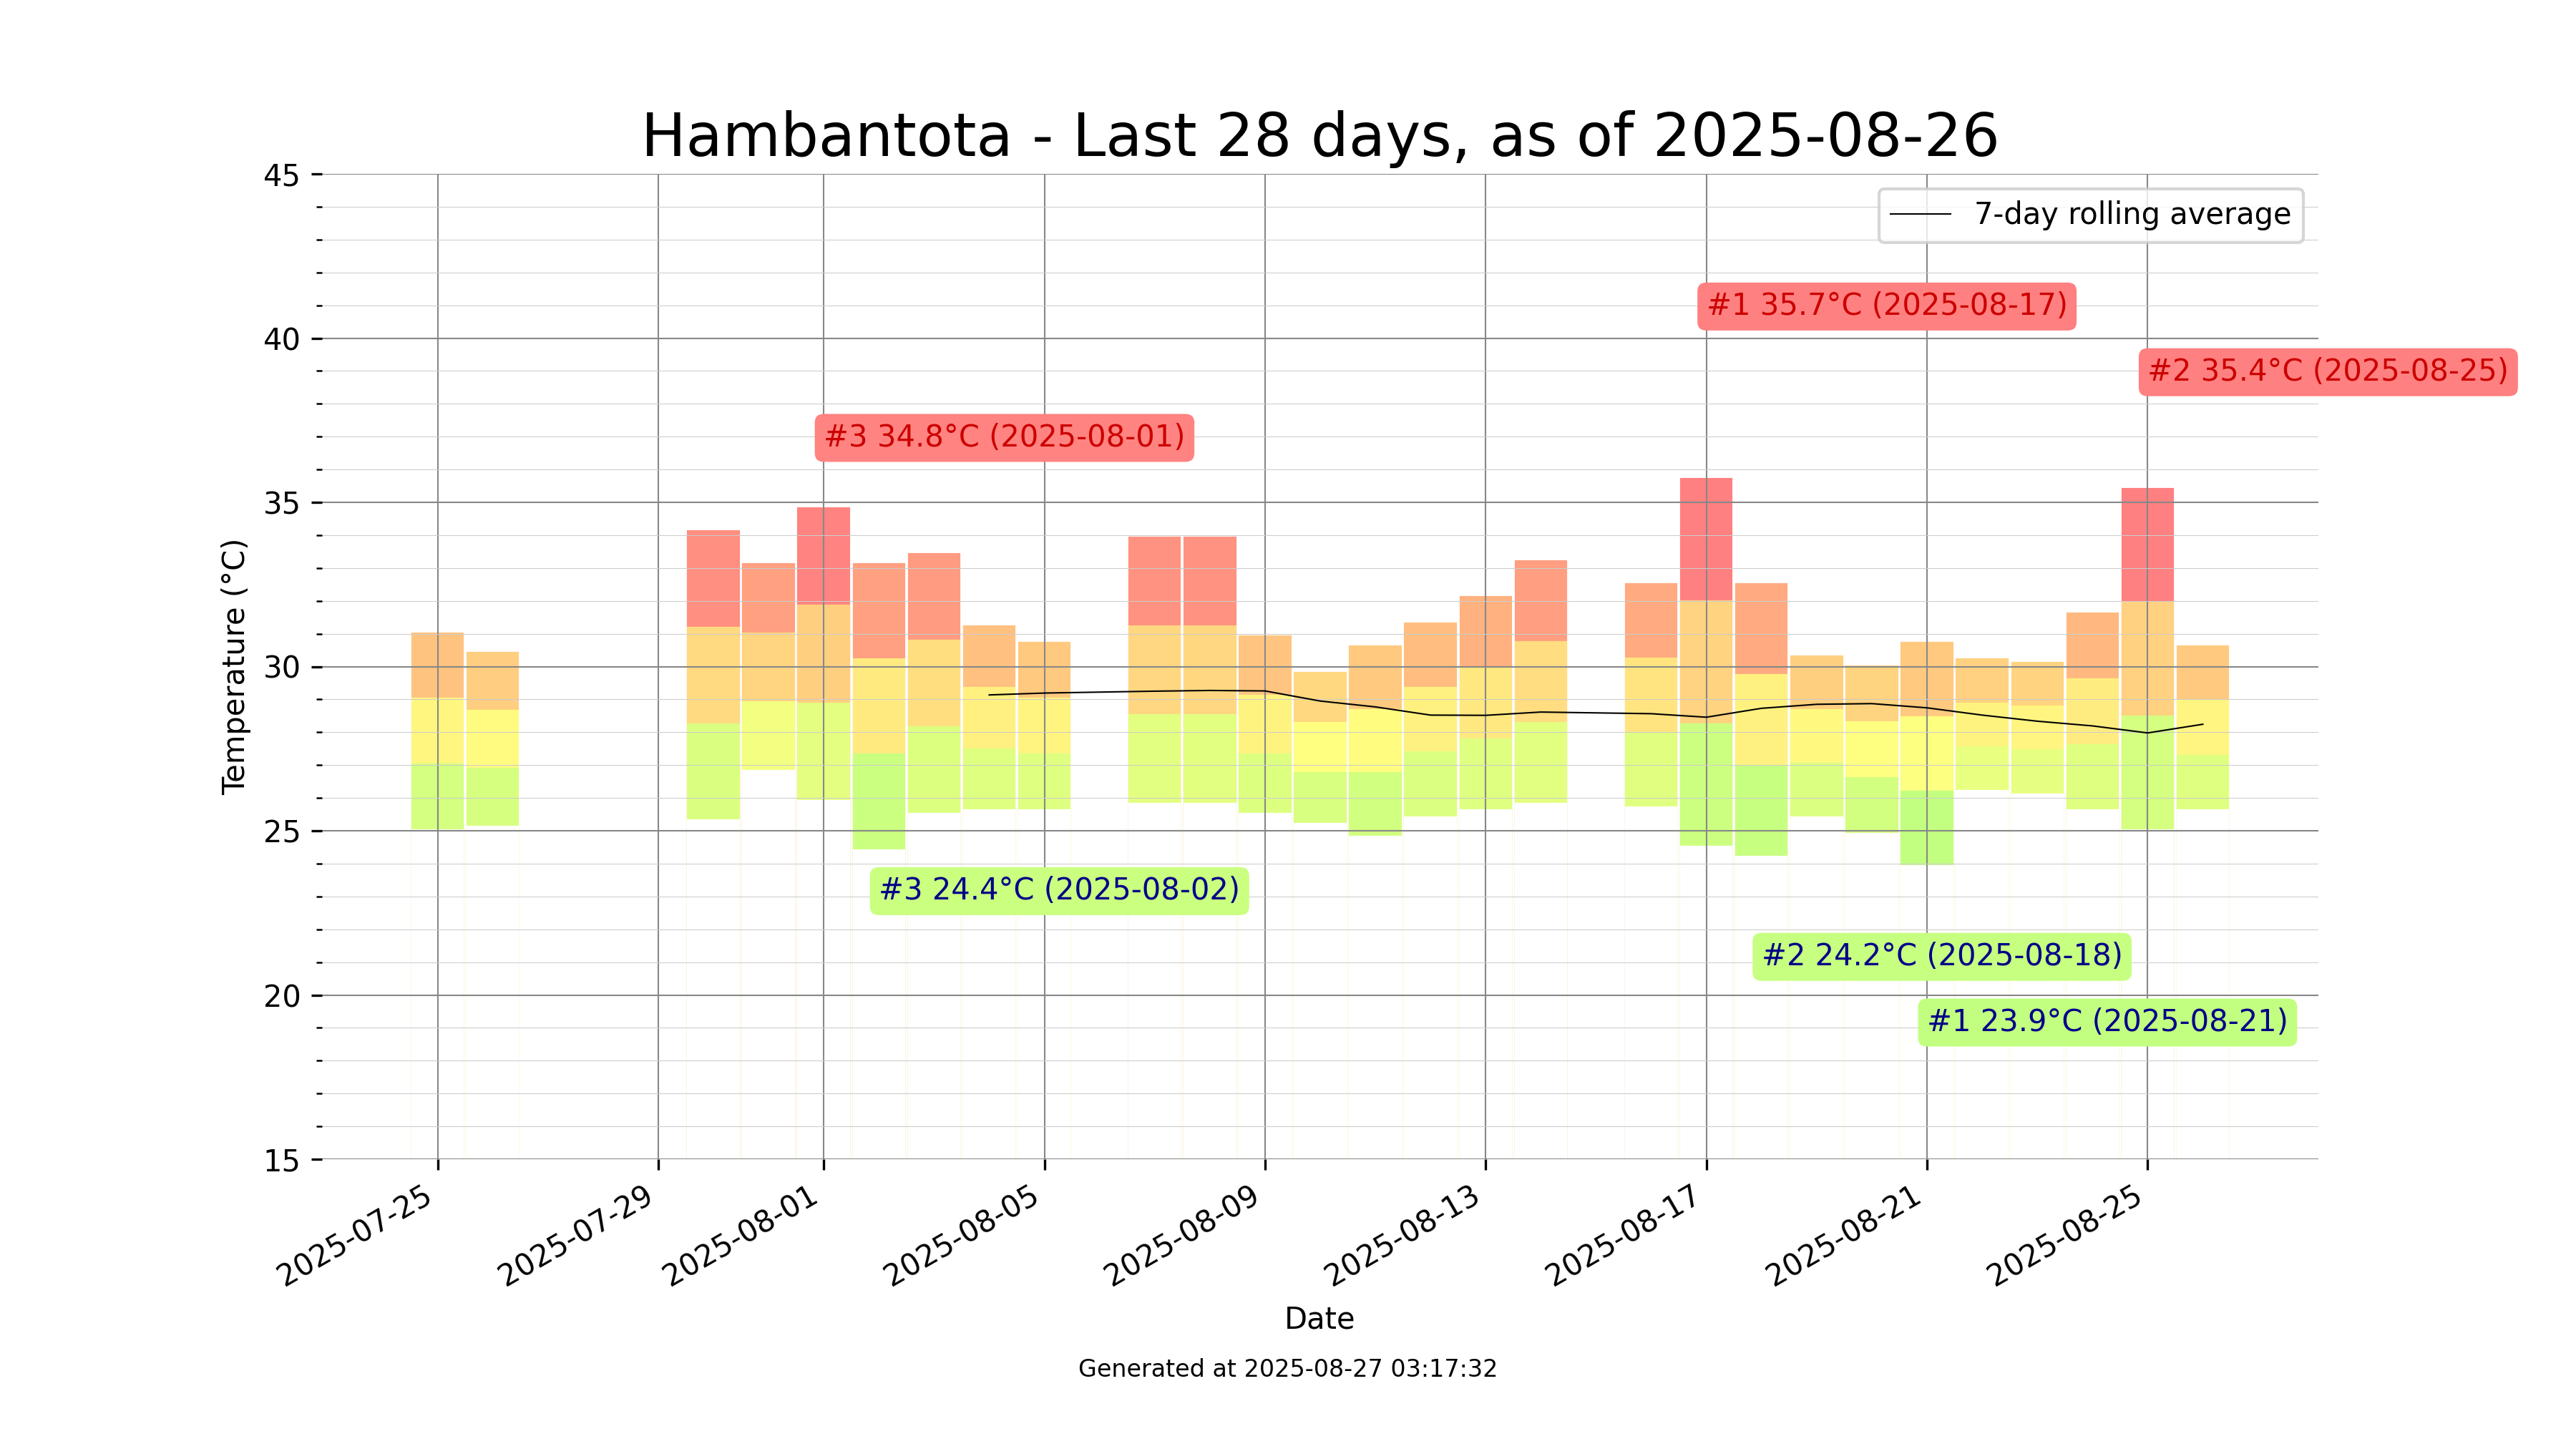 Hambantota - Last 28 days, as of 2025-08-26
45
40
35
30
25
20
15
Temperature (°C)
7-day rolling average
#1 35.7°C (2025-08-17)
#2 35.4°C (2025-08-25)
#3 34.8°C (2025-08-01)
#3 24.4°C (2025-08-02)
#2 24.2°C (2025-08-18)
#1 23.9°C (2025-08-21)
2025-07-25
2025-07-29
2025-08-01
2025-08-05
2025-08-09
2025-08-13
2025-08-17
2025-08-21
2025-08-25
Date
Generated at 2025-08-27 03:17:32